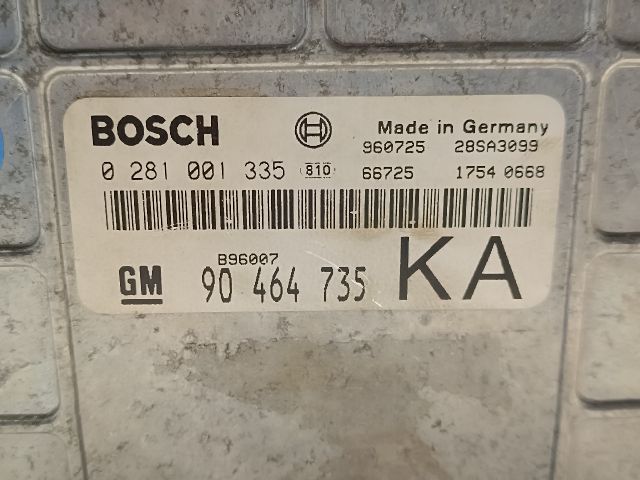 BOSCH Made in Germany
960725 28SA3099
0 281 001 335 810 66725 1754 0668
B96007
GM 90 464 735 KA